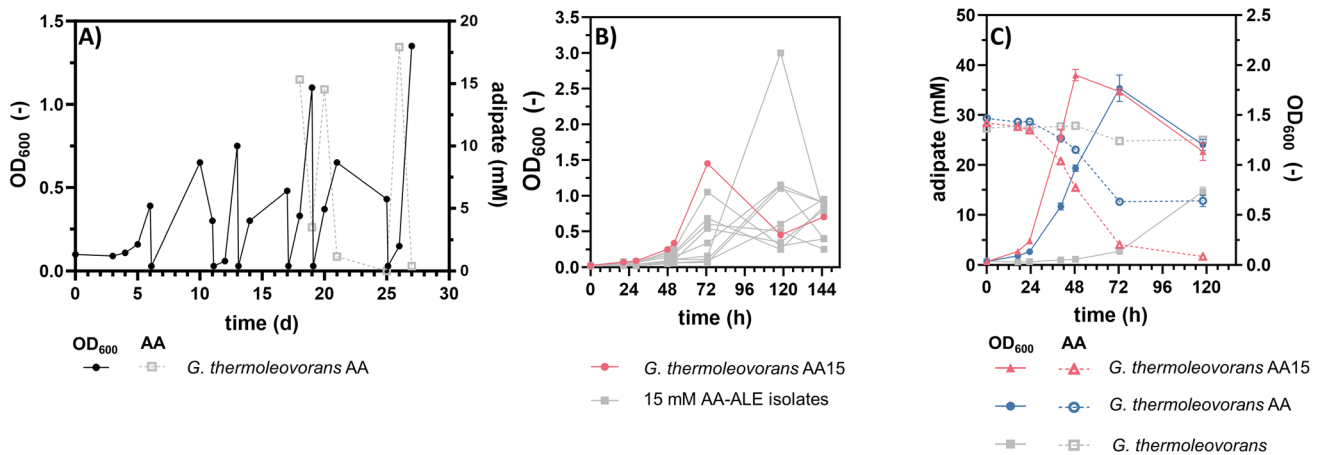 A)
1.5
1.0
0.5
0.0
OD600 (-)
20
15
10
5
0
adipate (mM)
0 5 10 15 20 25 30
time (d)
OD600 AA
G. thermoleovorans AA
B)
3.5
3.0
2.5
2.0
1.5
1.0
0.5
0.0
OD600 (-)
0 24 48 72 96 120 144
time (h)
G. thermoleovorans AA15
15 mM AA-ALE isolates
C)
50
40
30
20
10
0
adipate (mM)
2.5
2.0
1.5
1.0
0.5
0.0
OD600 (-)
0 24 48 72 96 120
time (h)
OD600 AA
G. thermoleovorans AA15
G. thermoleovorans AA
G. thermoleovorans